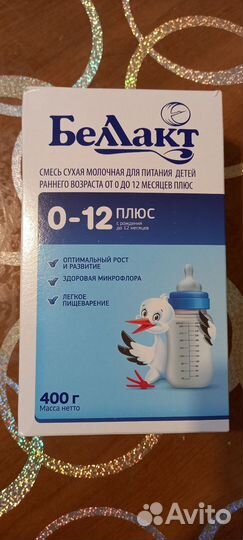 БеллакТ
СМЕСЬ СУХАЯ МОЛОЧНАЯ ДЛЯ ПИТАНИЯ ДЕТЕЙ
РАННЕГО ВОЗРАСТА ОТ 0 ДО 12 МЕСЯЦЕВ ПЛЮС
0-12 ПЛЮС
с рождения
до 12 месяцев
ОПТИМАЛЬНЫЙ РОСТ
И РАЗВИТИЕ
ЗДОРОВАЯ МИКРОФЛОРА
ЛЕГКОЕ
ПИЩЕВАРЕНИЕ
400 г
Масса нетто
Avito